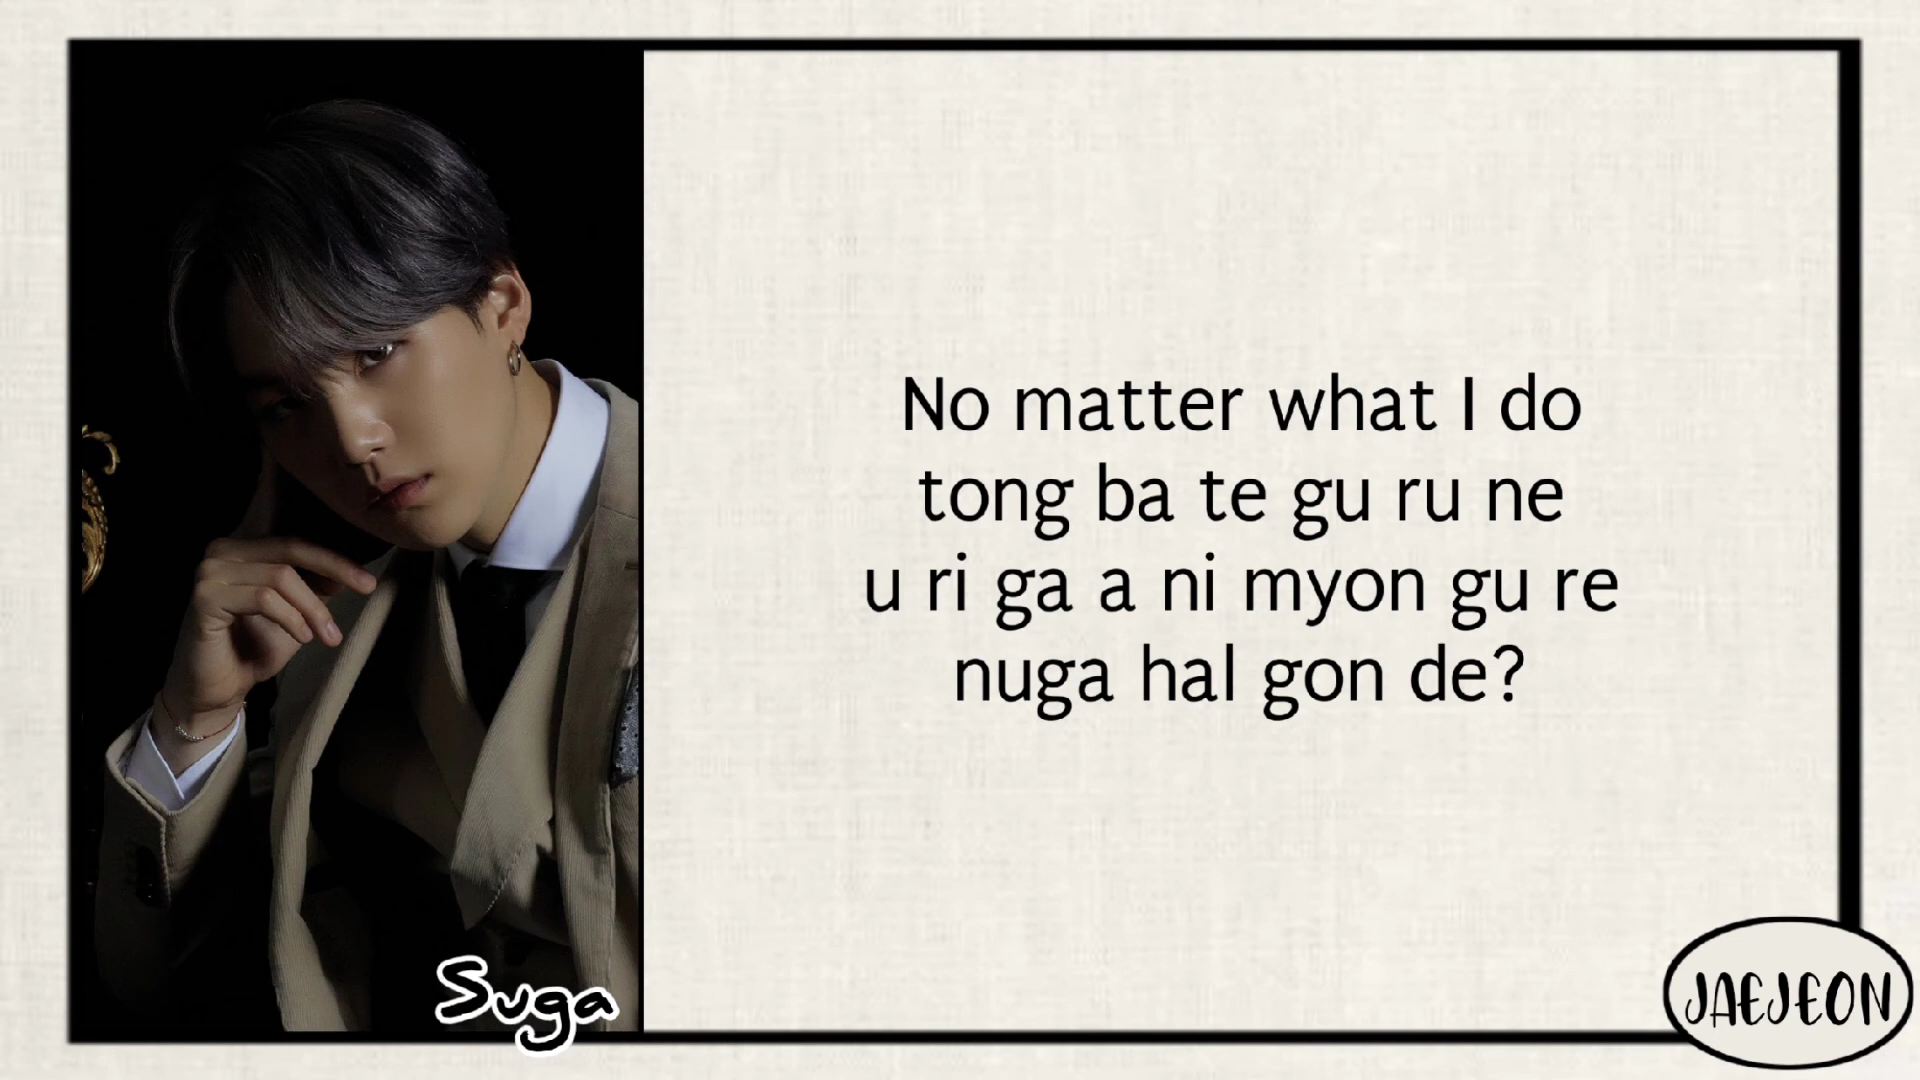 No matter what I do
tong ba te gu ru ne
u ri ga a ni myon gu re
nuga hal gon de?
Suga
JAEJEON